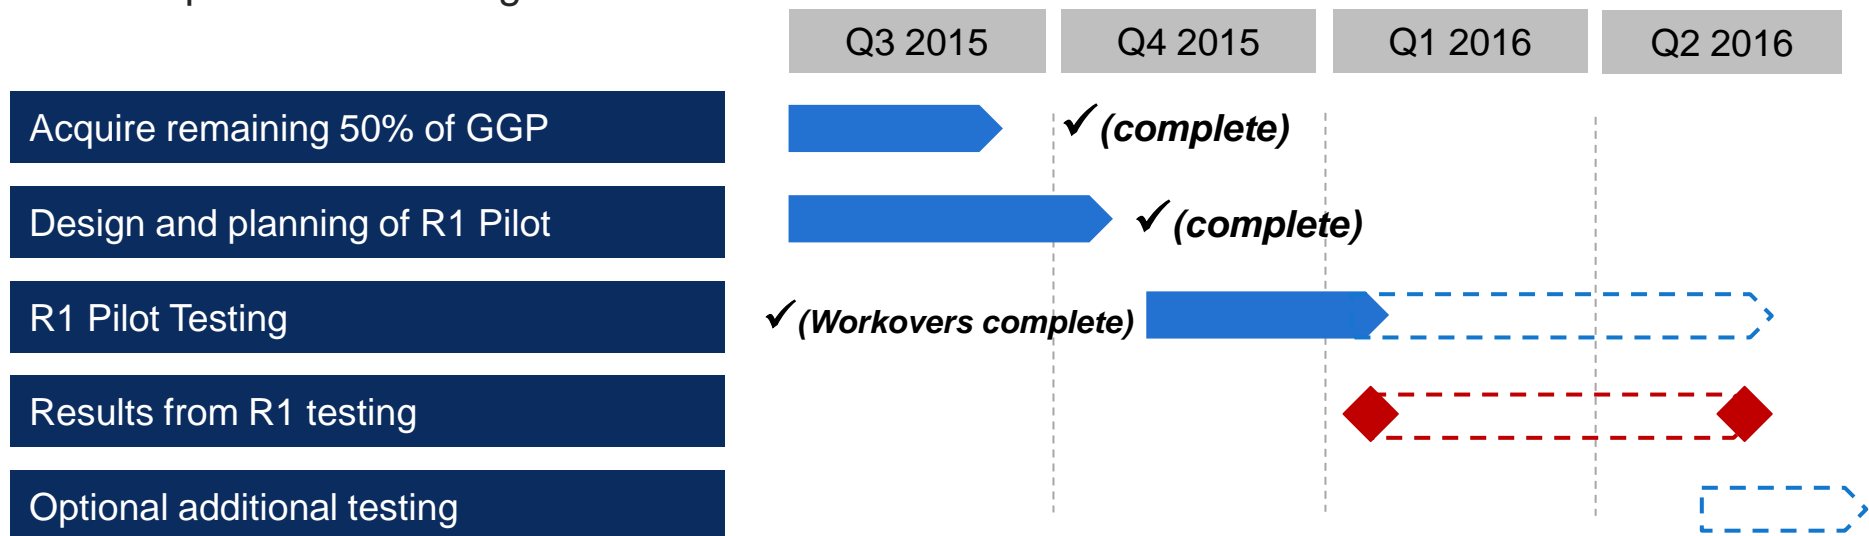 Q3 2015 Q4 2015 Q1 2016 Q2 2016
Acquire remaining 50% of GGP ✓(complete)
Design and planning of R1 Pilot ✓(complete)
R1 Pilot Testing ✓(Workovers complete)
Results from R1 testing
Optional additional testing